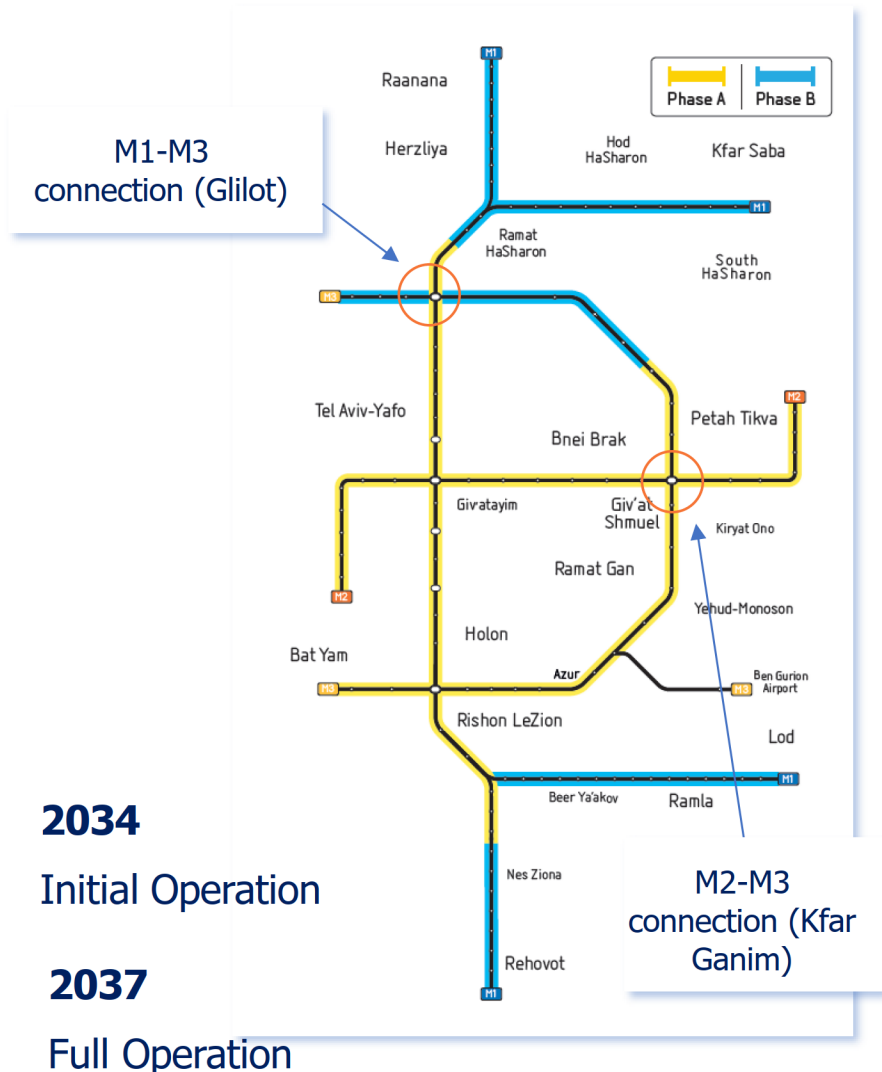 M1
Raanana
Phase A
Phase B
M1-M3
connection (Glilot)
Herzliya
Hod
HaSharon
Kfar Saba
M1
Ramat
HaSharon
South
HaSharon
M3
M2
Tel Aviv-Yafo
Petah Tikva
Bnei Brak
Giv'atayim
Giv'at
Shmuel
Kiryat Ono
Ramat Gan
M2
Yehud-Monoson
Holon
Bat Yam
Azur
Ben Gurion
Airport
M3
M3
Rishon LeZion
Lod
M1
Beer Ya'akov
Ramla
2034
Initial Operation
Nes Ziona
M2-M3
connection (Kfar
Ganim)
Rehovot
M1
2037
Full Operation